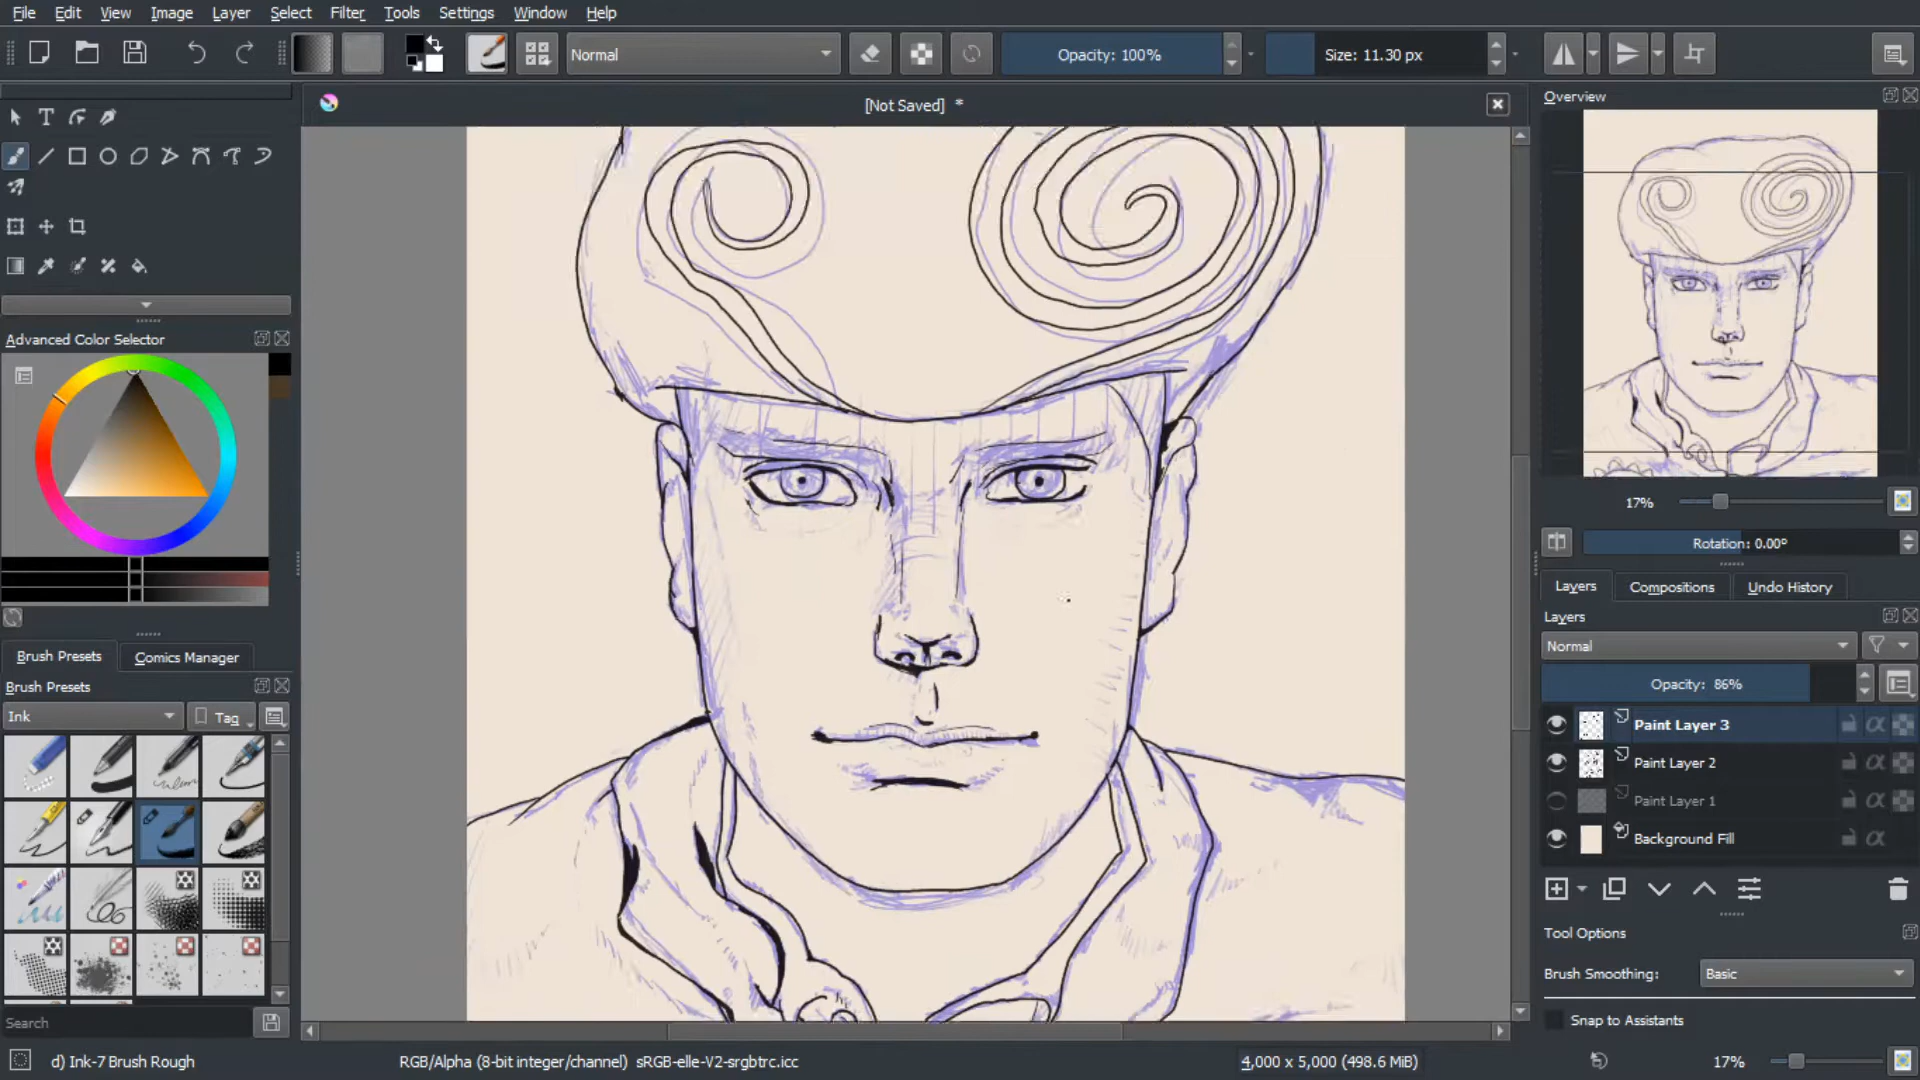 File Edit View Image Layer Select Filter Tools Settings Window Help
Normal Opacity: 100% Size: 11.30 px
[Not Saved] *
Overview
17%
Rotation: 0.00°
Advanced Color Selector
Layers Compositions Undo History
Layers
Normal
Opacity: 86%
Paint Layer 3
Paint Layer 2
Paint Layer 1
Background Fill
Brush Presets Comics Manager
Brush Presets
Ink Tag
Tool Options
Brush Smoothing: Basic
Snap to Assistants
Search
d) Ink-7 Brush Rough RGB/Alpha (8-bit integer/channel) sRGB-elle-V2-srgbtrc.icc 4,000 x 5,000 (498.6 MiB) 17%